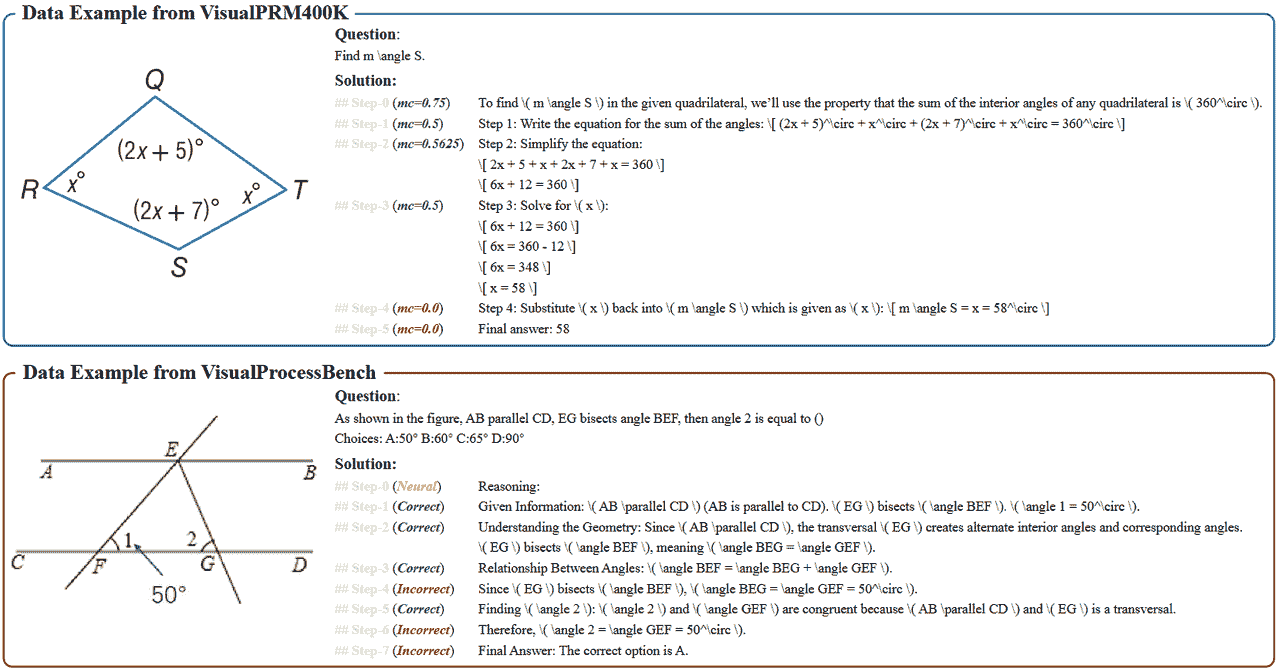 Data Example from VisualPRM400K
Q
(2x + 5)°
R
x°
x°
T
(2x + 7)°
S
Question:
Find m \angle S.
Solution:
## Step-0 (mc=0.75) To find \( m \angle S \) in the given quadrilateral, we'll use the property that the sum of the interior angles of any quadrilateral is \( 360^\circ \).
## Step-1 (mc=0.5) Step 1: Write the equation for the sum of the angles: \[ (2x + 5)^\circ + x^\circ + (2x + 7)^\circ + x^\circ = 360^\circ \]
## Step-2 (mc=0.5625) Step 2: Simplify the equation:
\[ 2x + 5 + x + 2x + 7 + x = 360 \]
\[ 6x + 12 = 360 \]
## Step-3 (mc=0.5) Step 3: Solve for \( x \):
\[ 6x + 12 = 360 \]
\[ 6x = 360 - 12 \]
\[ 6x = 348 \]
\[ x = 58 \]
## Step-4 (mc=0.0) Step 4: Substitute \( x \) back into \( m \angle S \) which is given as \( x \): \[ m \angle S = x = 58^\circ \]
## Step-5 (mc=0.0) Final answer: 58
Data Example from VisualProcessBench
E
A
B
1
2
C
F
G
D
50°
Question:
As shown in the figure, AB parallel CD, EG bisects angle BEF, then angle 2 is equal to ()
Choices: A:50° B:60° C:65° D:90°
Solution:
## Step-0 (Neural) Reasoning:
## Step-1 (Correct) Given Information: \( AB \parallel CD \) (AB is parallel to CD). \( EG \) bisects \( \angle BEF \). \( \angle 1 = 50^\circ \).
## Step-2 (Correct) Understanding the Geometry: Since \( AB \parallel CD \), the transversal \( EG \) creates alternate interior angles and corresponding angles.
\( EG \) bisects \( \angle BEF \), meaning \( \angle BEG = \angle GEF \).
## Step-3 (Correct) Relationship Between Angles: \( \angle BEF = \angle BEG + \angle GEF \).
## Step-4 (Incorrect) Since \( EG \) bisects \( \angle BEF \), \( \angle BEG = \angle GEF = 50^\circ \).
## Step-5 (Correct) Finding \( \angle 2 \): \( \angle 2 \) and \( \angle GEF \) are congruent because \( AB \parallel CD \) and \( EG \) is a transversal.
## Step-6 (Incorrect) Therefore, \( \angle 2 = \angle GEF = 50^\circ \).
## Step-7 (Incorrect) Final Answer: The correct option is A.